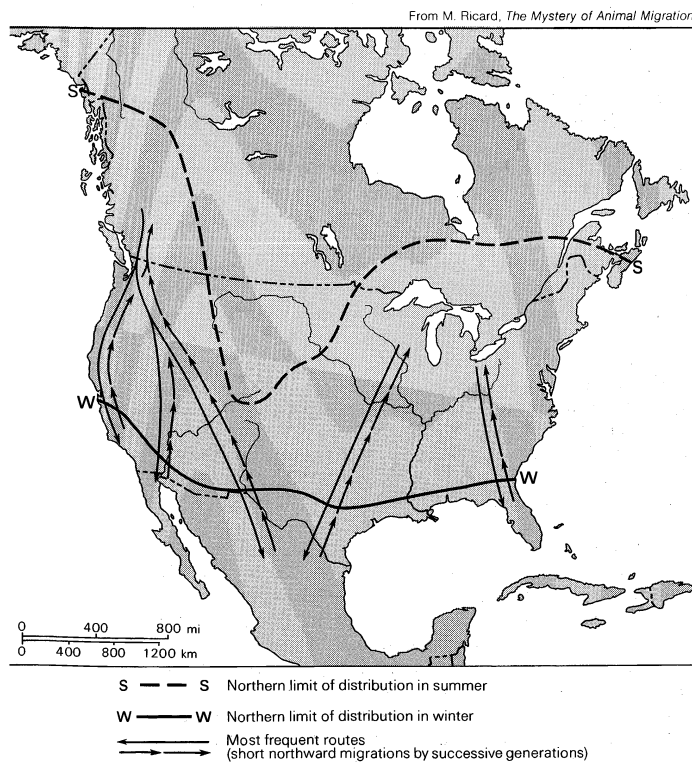 From M. Ricard, The Mystery of Animal Migration
S
S
W
W
0 400 800 mi
0 400 800 1200 km
S S Northern limit of distribution in summer
W W Northern limit of distribution in winter
Most frequent routes
(short northward migrations by successive generations)